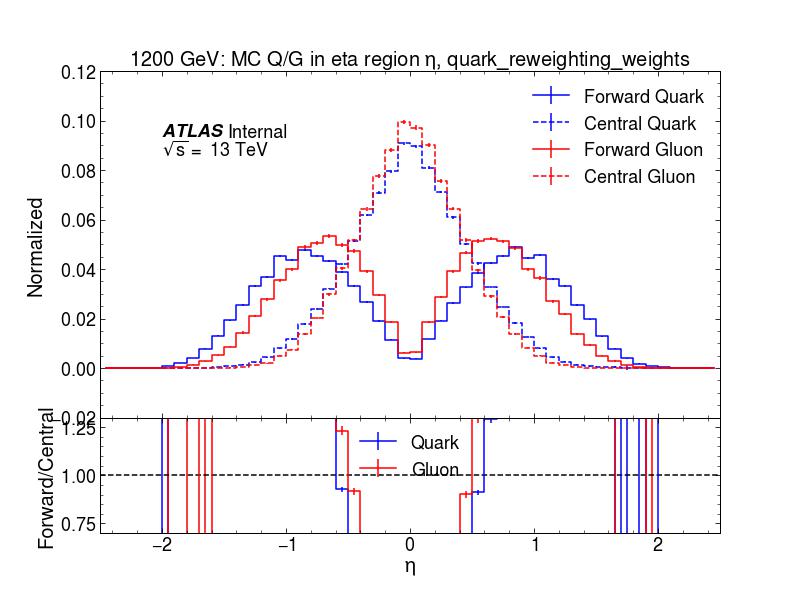 1200 GeV: MC Q/G in eta region η, quark_reweighting_weights
0.12
0.10
0.08
0.06
0.04
0.02
0.00
−0.02
Normalized
ATLAS Internal
√s = 13 TeV
Forward Quark
Central Quark
Forward Gluon
Central Gluon
1.25
1.00
0.75
Forward/Central
Quark
Gluon
−2
−1
0
1
2
η